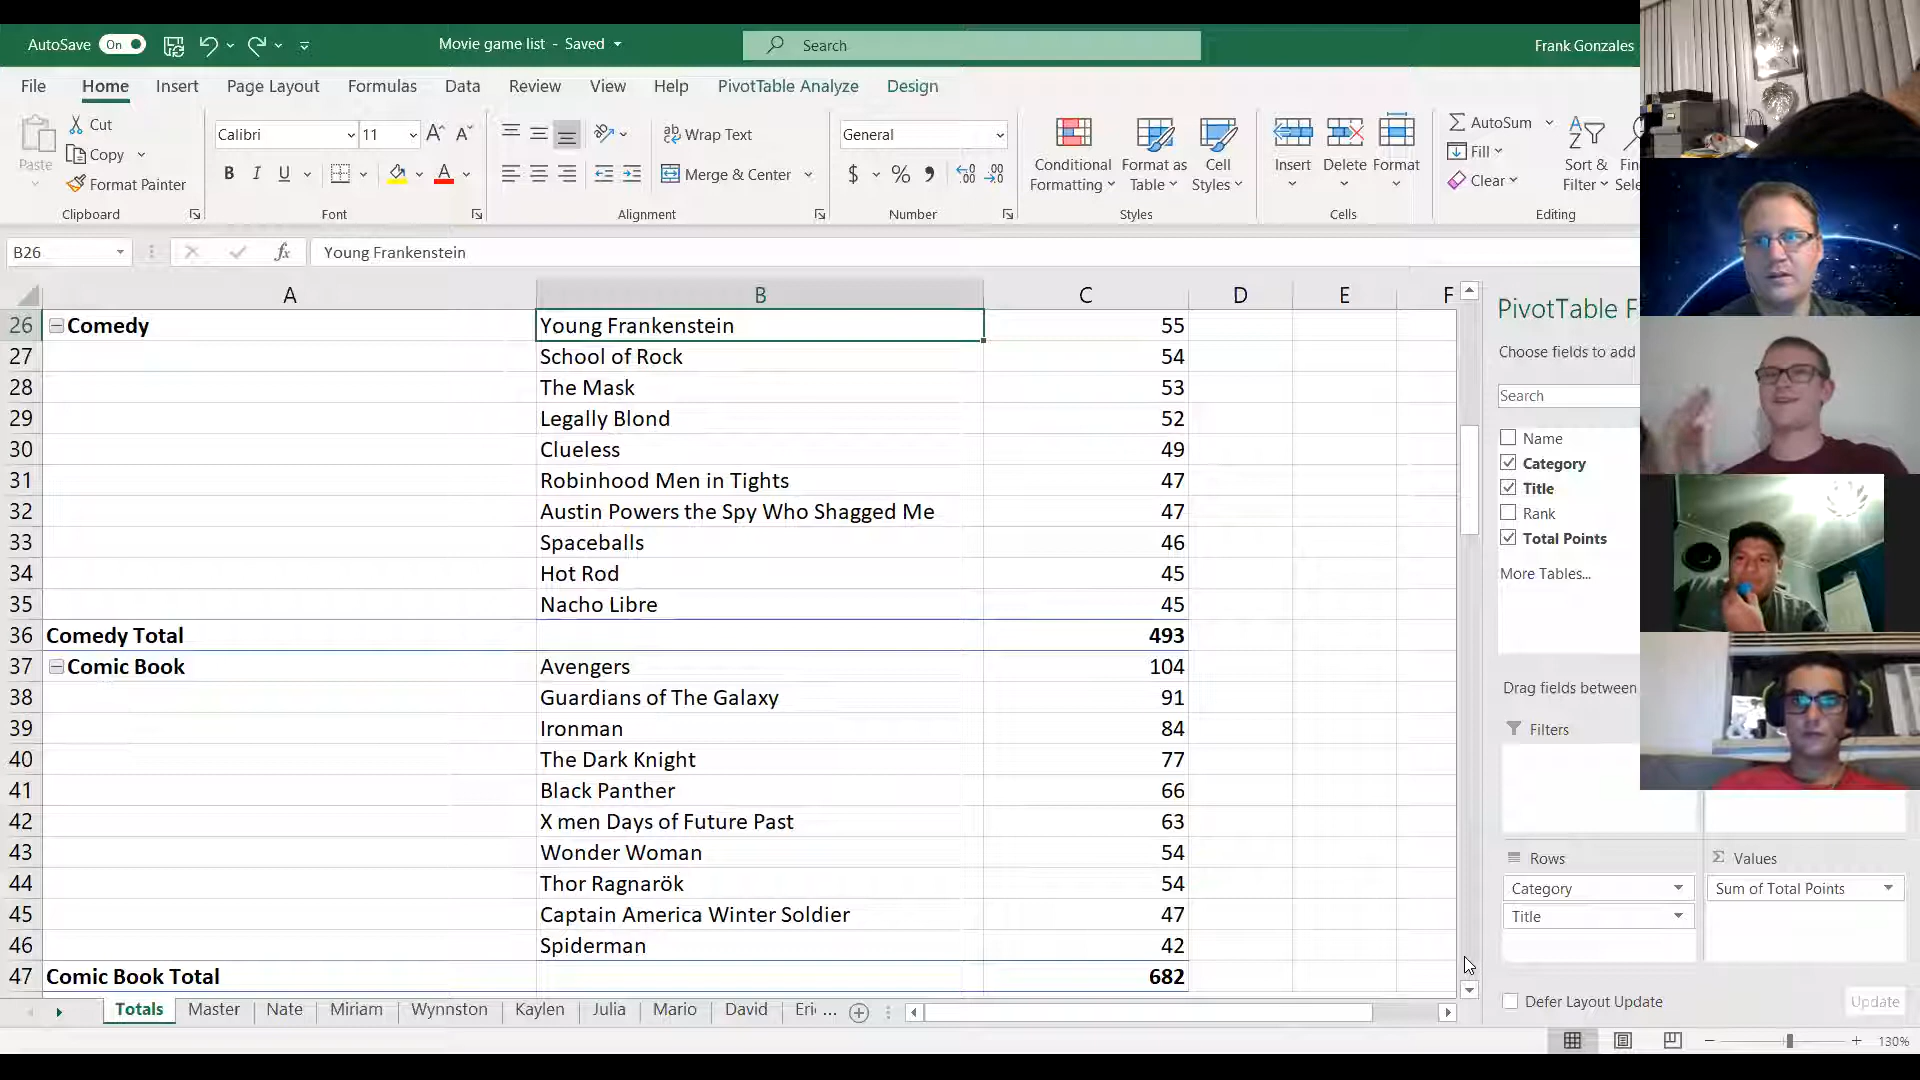 AutoSave On Movie game list - Saved Search Frank Gonzales
File Home Insert Page Layout Formulas Data Review View Help PivotTable Analyze Design
Paste
Cut
Copy
Format Painter
Clipboard
Calibri 11
B I U
Font
Wrap Text
Merge & Center
Alignment
General
$ % 9
Number
Conditional
Formatting
Format as
Table
Cell
Styles
Styles
Insert Delete Format
Cells
AutoSum
Fill
Clear
Sort &
Filter
Editing
B26 fx Young Frankenstein
A B C D E F
26 Comedy Young Frankenstein 55
27 School of Rock 54
28 The Mask 53
29 Legally Blond 52
30 Clueless 49
31 Robinhood Men in Tights 47
32 Austin Powers the Spy Who Shagged Me 47
33 Spaceballs 46
34 Hot Rod 45
35 Nacho Libre 45
36 Comedy Total 493
37 Comic Book Avengers 104
38 Guardians of The Galaxy 91
39 Ironman 84
40 The Dark Knight 77
41 Black Panther 66
42 X men Days of Future Past 63
43 Wonder Woman 54
44 Thor Ragnarök 54
45 Captain America Winter Soldier 47
46 Spiderman 42
47 Comic Book Total 682
PivotTable F
Choose fields to add
Search
Name
Category
Title
Rank
Total Points
More Tables...
Drag fields between
Filters
Rows
Category
Title
Values
Sum of Total Points
Defer Layout Update Update
Totals Master Nate Miriam Wynnston Kaylen Julia Mario David Eri ...
130%